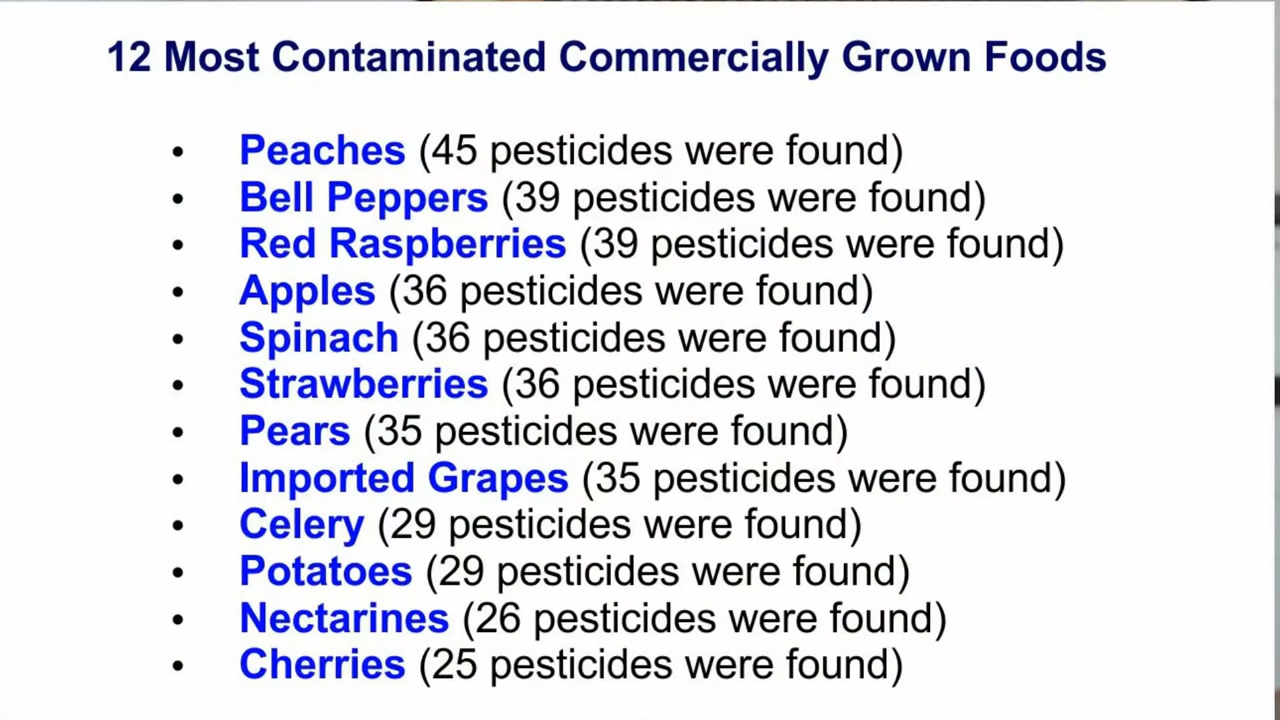 12 Most Contaminated Commercially Grown Foods
• Peaches (45 pesticides were found)
• Bell Peppers (39 pesticides were found)
• Red Raspberries (39 pesticides were found)
• Apples (36 pesticides were found)
• Spinach (36 pesticides were found)
• Strawberries (36 pesticides were found)
• Pears (35 pesticides were found)
• Imported Grapes (35 pesticides were found)
• Celery (29 pesticides were found)
• Potatoes (29 pesticides were found)
• Nectarines (26 pesticides were found)
• Cherries (25 pesticides were found)